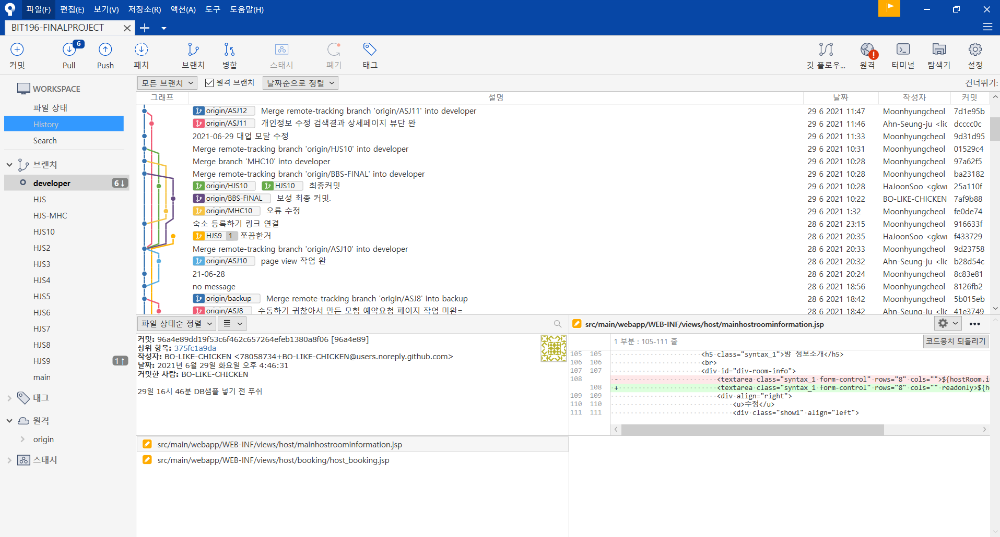 파일(F) 편집(E) 보기(V) 저장소(R) 액션(A) 도구 도움말(H)
BIT196-FINALPROJECT
6
커밋 Pull Push 패치 브랜치 병합 스태시 폐기 태그 깃 플로우... 원격 터미널 탐색기 설정
WORKSPACE
파일 상태
History
Search
브랜치
developer 6↓
HJS
HJS-MHC
HJS10
HJS2
HJS3
HJS4
HJS5
HJS6
HJS7
HJS8
HJS9 1↑
main
태그
원격
origin
스태시
모든 브랜치 원격 브랜치 날짜순으로 정렬 건너뛰기:
그래프 설명 날짜 작성자 커밋
origin/ASJ12 Merge remote-tracking branch 'origin/ASJ11' into developer 29 6 2021 11:47 Moonhyungcheol 7d1e95b
origin/ASJ11 개인정보 수정 검색결과 상세페이지 뷰단 완 29 6 2021 11:46 Ahn-Seung-ju <lic dcccc0c
2021-06-29 대업 모달 수정 29 6 2021 11:33 Moonhyungcheol 9d31d95
Merge remote-tracking branch 'origin/HJS10' into developer 29 6 2021 10:31 Moonhyungcheol 01529c4
Merge branch 'MHC10' into developer 29 6 2021 10:28 Moonhyungcheol 97a62f5
Merge remote-tracking branch 'origin/BBS-FINAL' into developer 29 6 2021 10:28 Moonhyungcheol ba23182
origin/HJS10 HJS10 최종커밋 29 6 2021 10:28 HaJoonSoo <gkwr 25a110f
origin/BBS-FINAL 보성 최종 커밋. 29 6 2021 10:22 BO-LIKE-CHICKEN 7af9b88
origin/MHC10 오류 수정 29 6 2021 1:32 Moonhyungcheol fe0de74
숙소 등록하기 링크 연결 28 6 2021 23:15 Moonhyungcheol 916633f
HJS9 1 쪼끔한거 28 6 2021 20:35 HaJoonSoo <gkwr f433729
Merge remote-tracking branch 'origin/ASJ10' into developer 28 6 2021 20:33 Moonhyungcheol 9d23758
origin/ASJ10 page view 작업 완 28 6 2021 20:32 Ahn-Seung-ju <lic b28d54c
21-06-28 28 6 2021 20:24 Moonhyungcheol 8c83e81
no message 28 6 2021 18:56 Moonhyungcheol 8126fb2
origin/backup Merge remote-tracking branch 'origin/ASJ8' into backup 28 6 2021 18:42 Moonhyungcheol 5b015eb
origin/ASJ8 수동하기 귀찮아서 만든 모험 예약요청 페이지 작업 미완= 28 6 2021 18:42 Ahn-Seung-ju <lic 41e3749
파일 상태순 정렬
커밋: 96a4e89dd19f53c6f462c657264efeb1380a8f06 [96a4e89]
상위 항목: 375fc1a9da
작성자: BO-LIKE-CHICKEN <78058734+BO-LIKE-CHICKEN@users.noreply.github.com>
날짜: 2021년 6월 29일 화요일 오후 4:46:31
커밋한 사람: BO-LIKE-CHICKEN
29일 16시 46분 DB샘플 넣기 전 푸쉬
src/main/webapp/WEB-INF/views/host/mainhostroominformation.jsp
src/main/webapp/WEB-INF/views/host/booking/host_booking.jsp
src/main/webapp/WEB-INF/views/host/mainhostroominformation.jsp
1 부분 : 105-111 줄 코드뭉치 되돌리기
105 105 <h5 class="syntax_1">방 정보소개</h5>
106 106 <br>
107 107 <div id="div-room-info">
108 - <textarea class="syntax_1 form-control" rows="8" cols="">${hostRoom.i
108 + <textarea class="syntax_1 form-control" rows="8" cols="" readonly>${h
109 109 <div align="right">
110 110 <u>수정</u>
111 111 <div class="show1" align="left">